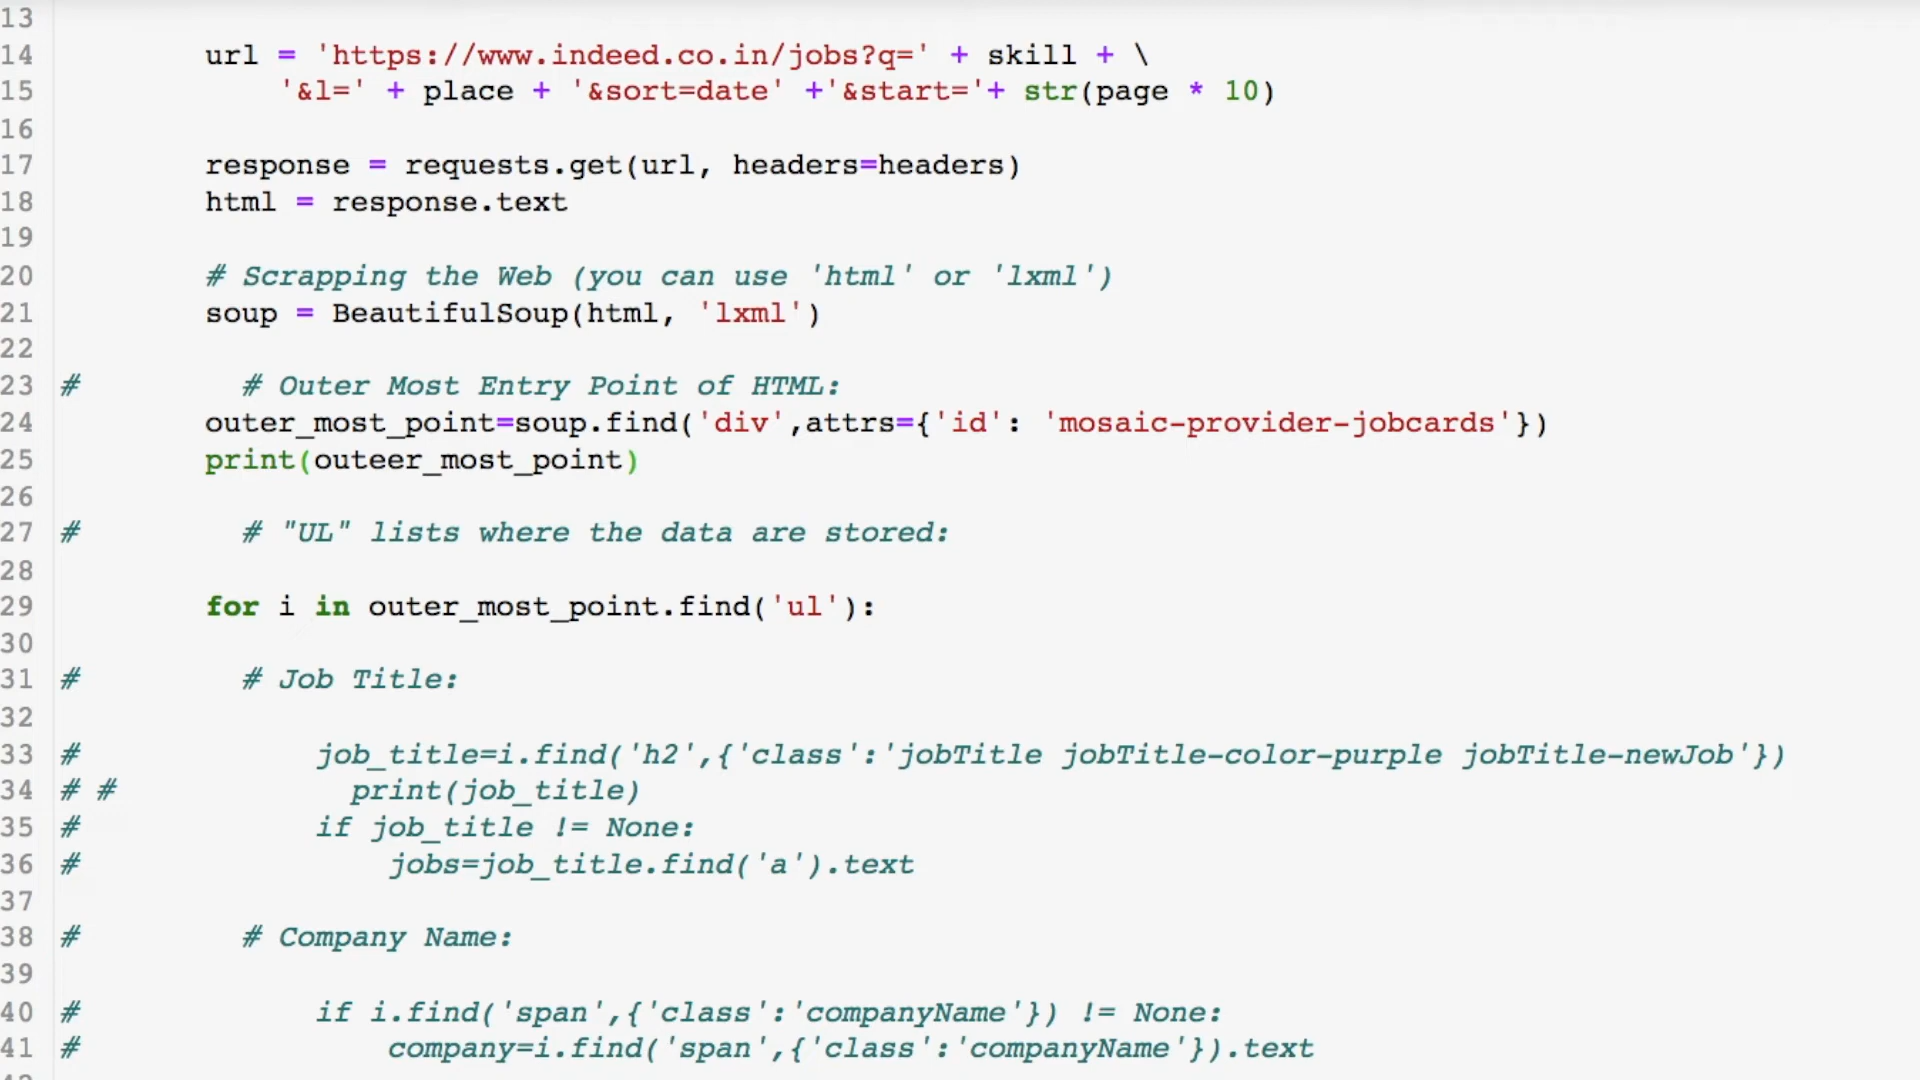 13
14 url = 'https://www.indeed.co.in/jobs?q=' + skill + \
15 '&l=' + place + '&sort=date' +'&start='+ str(page * 10)
16
17 response = requests.get(url, headers=headers)
18 html = response.text
19
20 # Scrapping the Web (you can use 'html' or 'lxml')
21 soup = BeautifulSoup(html, 'lxml')
22
23 # # Outer Most Entry Point of HTML:
24 outer_most_point=soup.find('div',attrs={'id': 'mosaic-provider-jobcards'})
25 print(outeer_most_point)
26
27 # # "UL" lists where the data are stored:
28
29 for i in outer_most_point.find('ul'):
30
31 # # Job Title:
32
33 # job_title=i.find('h2',{'class':'jobTitle jobTitle-color-purple jobTitle-newJob'})
34 # # print(job_title)
35 # if job_title != None:
36 # jobs=job_title.find('a').text
37
38 # # Company Name:
39
40 # if i.find('span',{'class':'companyName'}) != None:
41 # company=i.find('span',{'class':'companyName'}).text